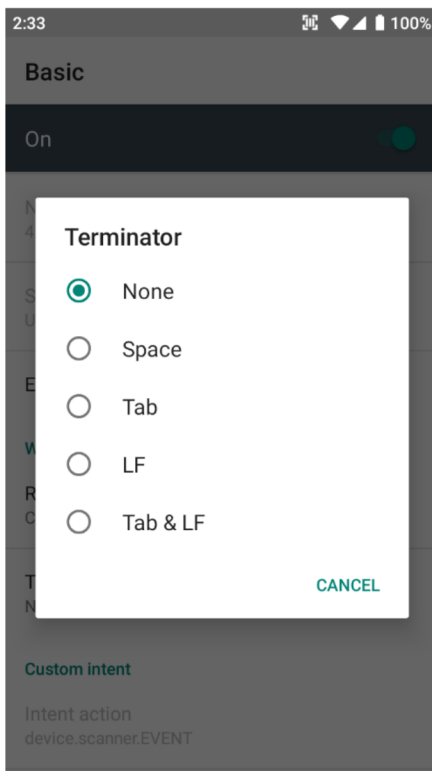 2:33 100%
Basic
On
Terminator
None
Space
Tab
LF
Tab & LF
CANCEL
Custom intent
Intent action
device.scanner.EVENT